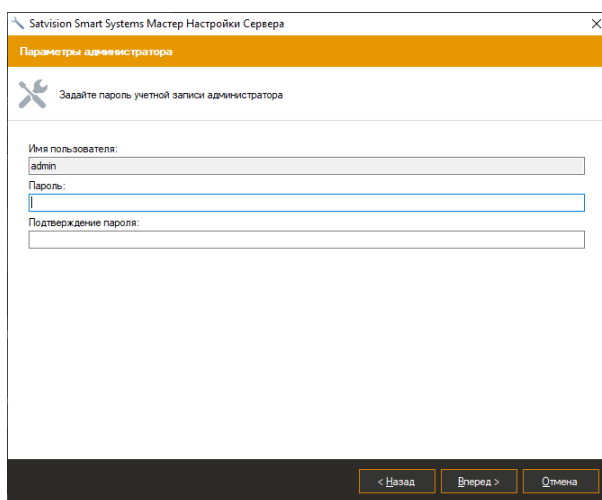 Satvision Smart Systems Мастер Настройки Сервера
Параметры администратора
Задайте пароль учетной записи администратора
Имя пользователя:
admin
Пароль:
Подтверждение пароля:
< Назад
Вперед >
Отмена